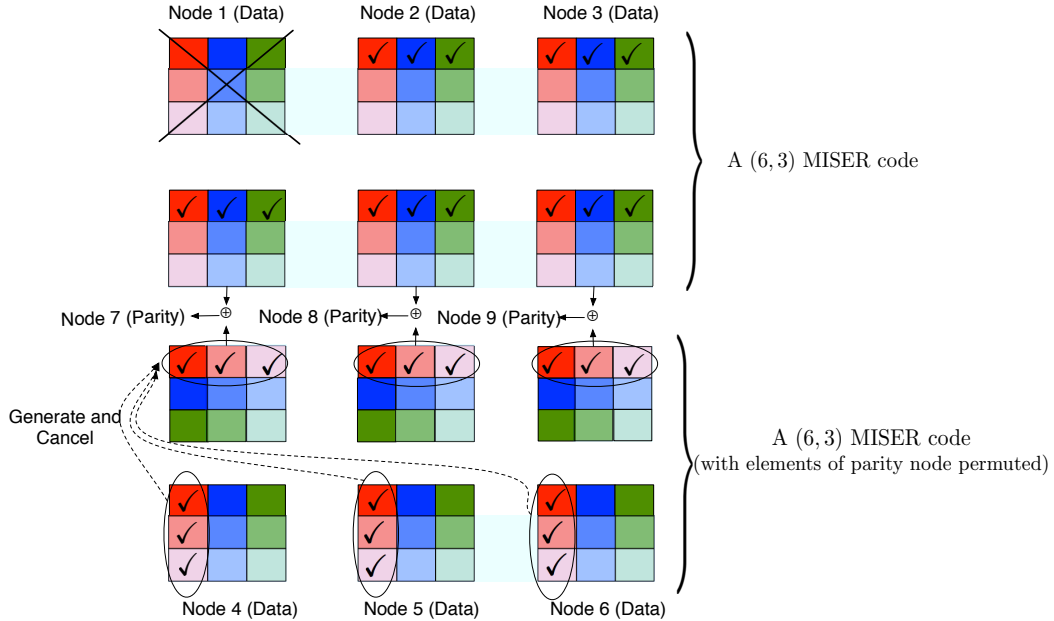 Node 1 (Data)
Node 2 (Data)
Node 3 (Data)
A (6, 3) MISER code
Node 7 (Parity)
⊕
Node 8 (Parity)
⊕
Node 9 (Parity)
⊕
Generate and
Cancel
A (6, 3) MISER code
(with elements of parity node permuted)
Node 4 (Data)
Node 5 (Data)
Node 6 (Data)